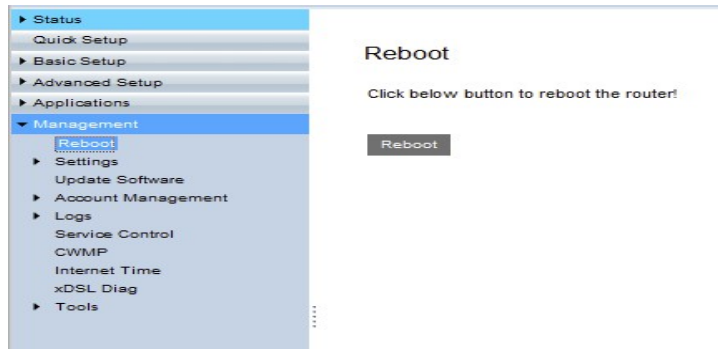 Status
Quick Setup
Basic Setup
Advanced Setup
Applications
Management
Reboot
Settings
Update Software
Account Management
Logs
Service Control
CWMP
Internet Time
xDSL Diag
Tools
Reboot
Click below button to reboot the router!
Reboot